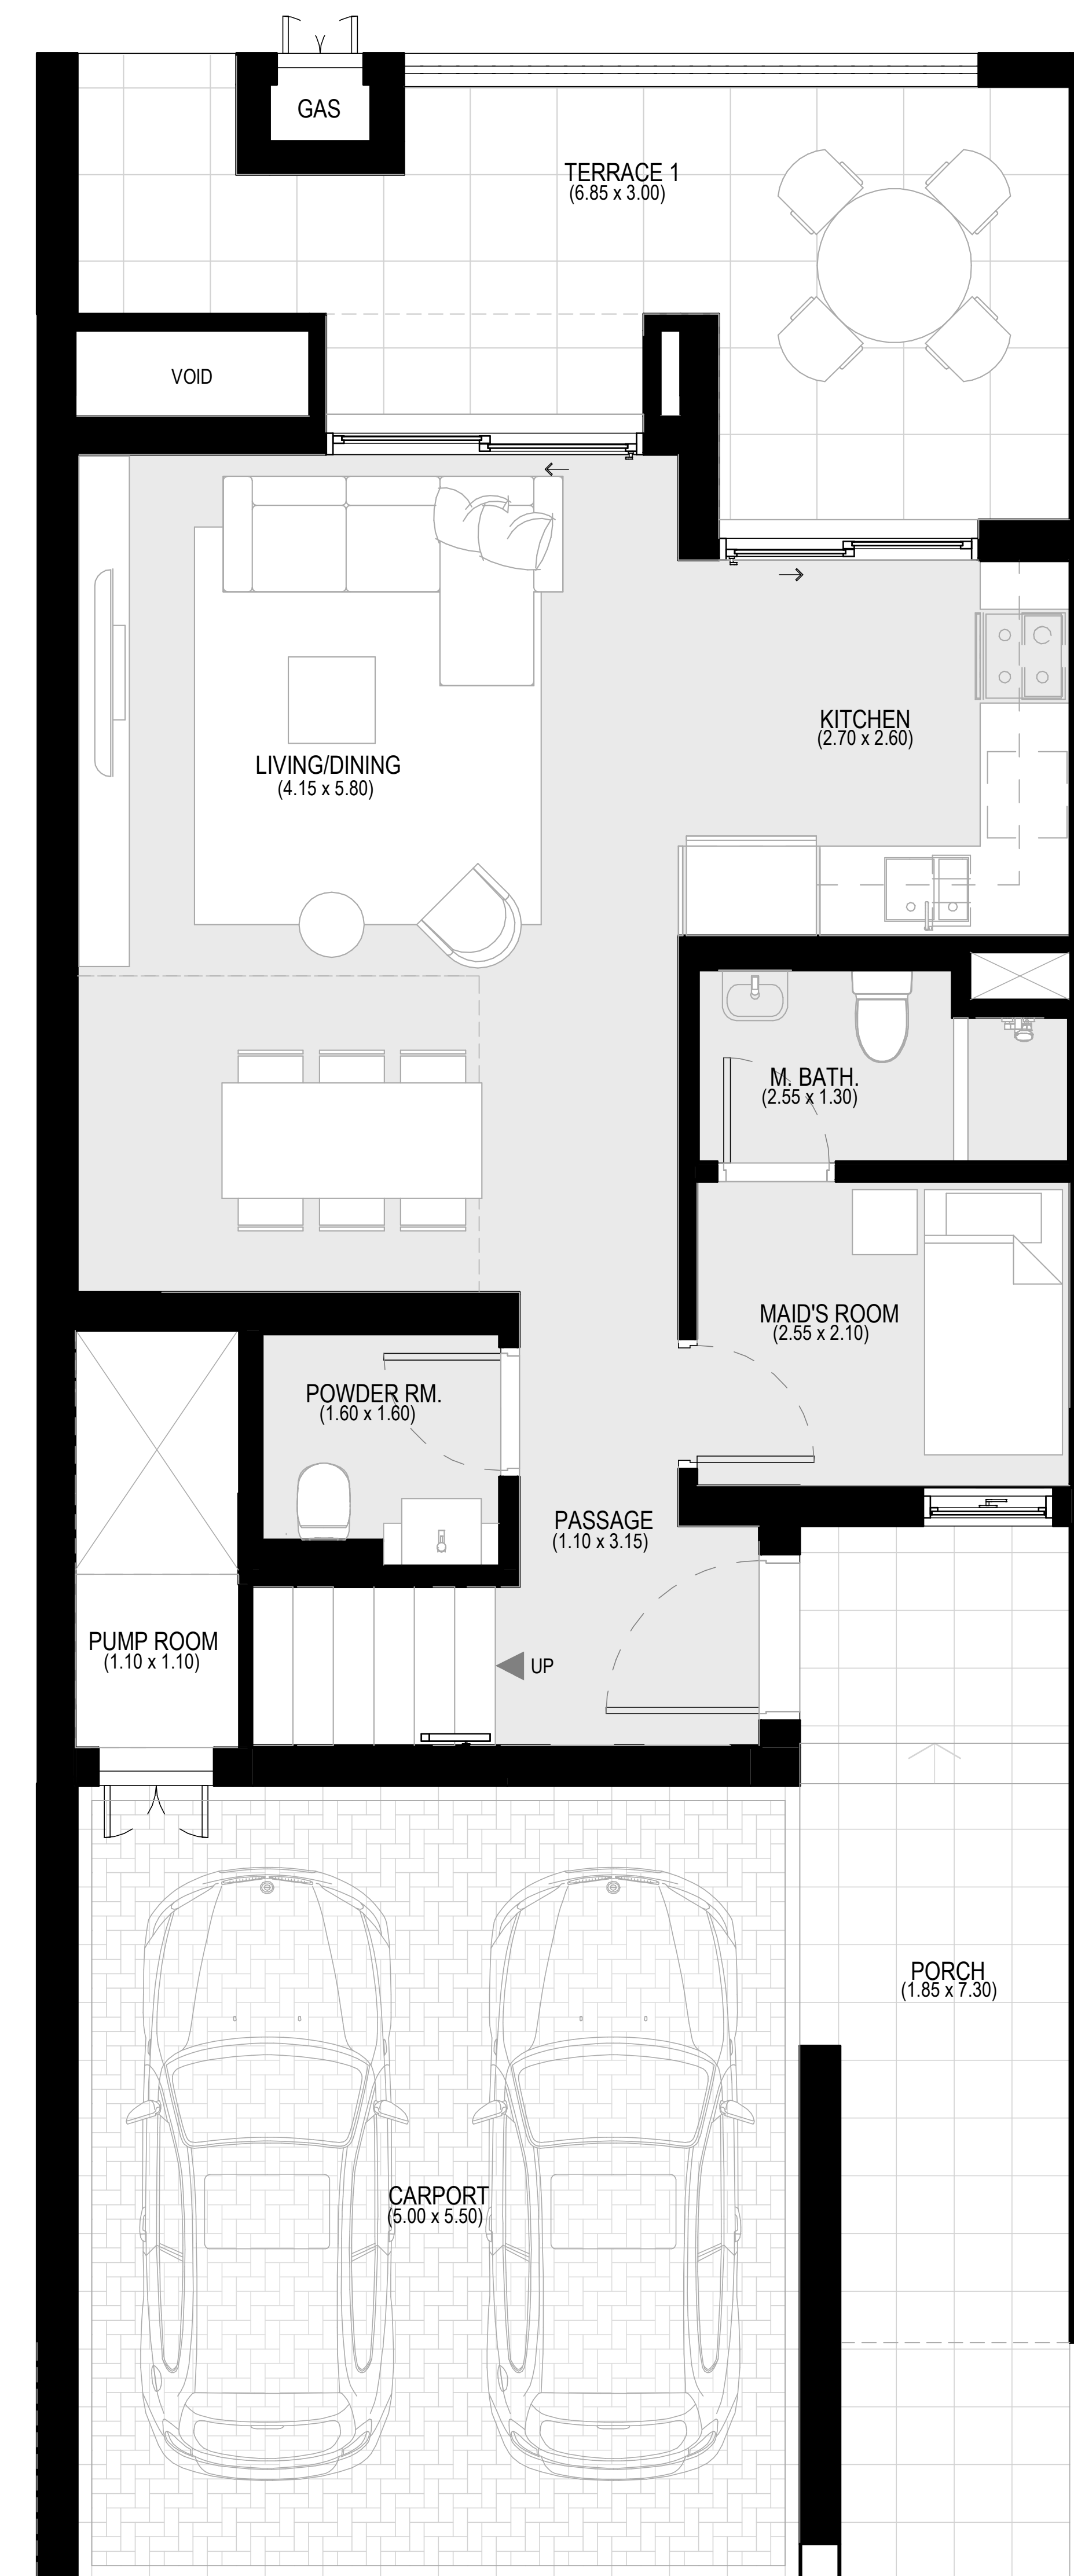 GAS
TERRACE 1
(6.85 x 3.00)
VOID
KITCHEN
(2.70 x 2.60)
LIVING/DINING
(4.15 x 5.80)
M. BATH.
(2.55 x 1.30)
MAID'S ROOM
(2.55 x 2.10)
POWDER RM.
(1.60 x 1.60)
PASSAGE
(1.10 x 3.15)
PUMP ROOM
(1.10 x 1.10)
UP
PORCH
(1.85 x 7.30)
CARPORT
(5.00 x 5.50)